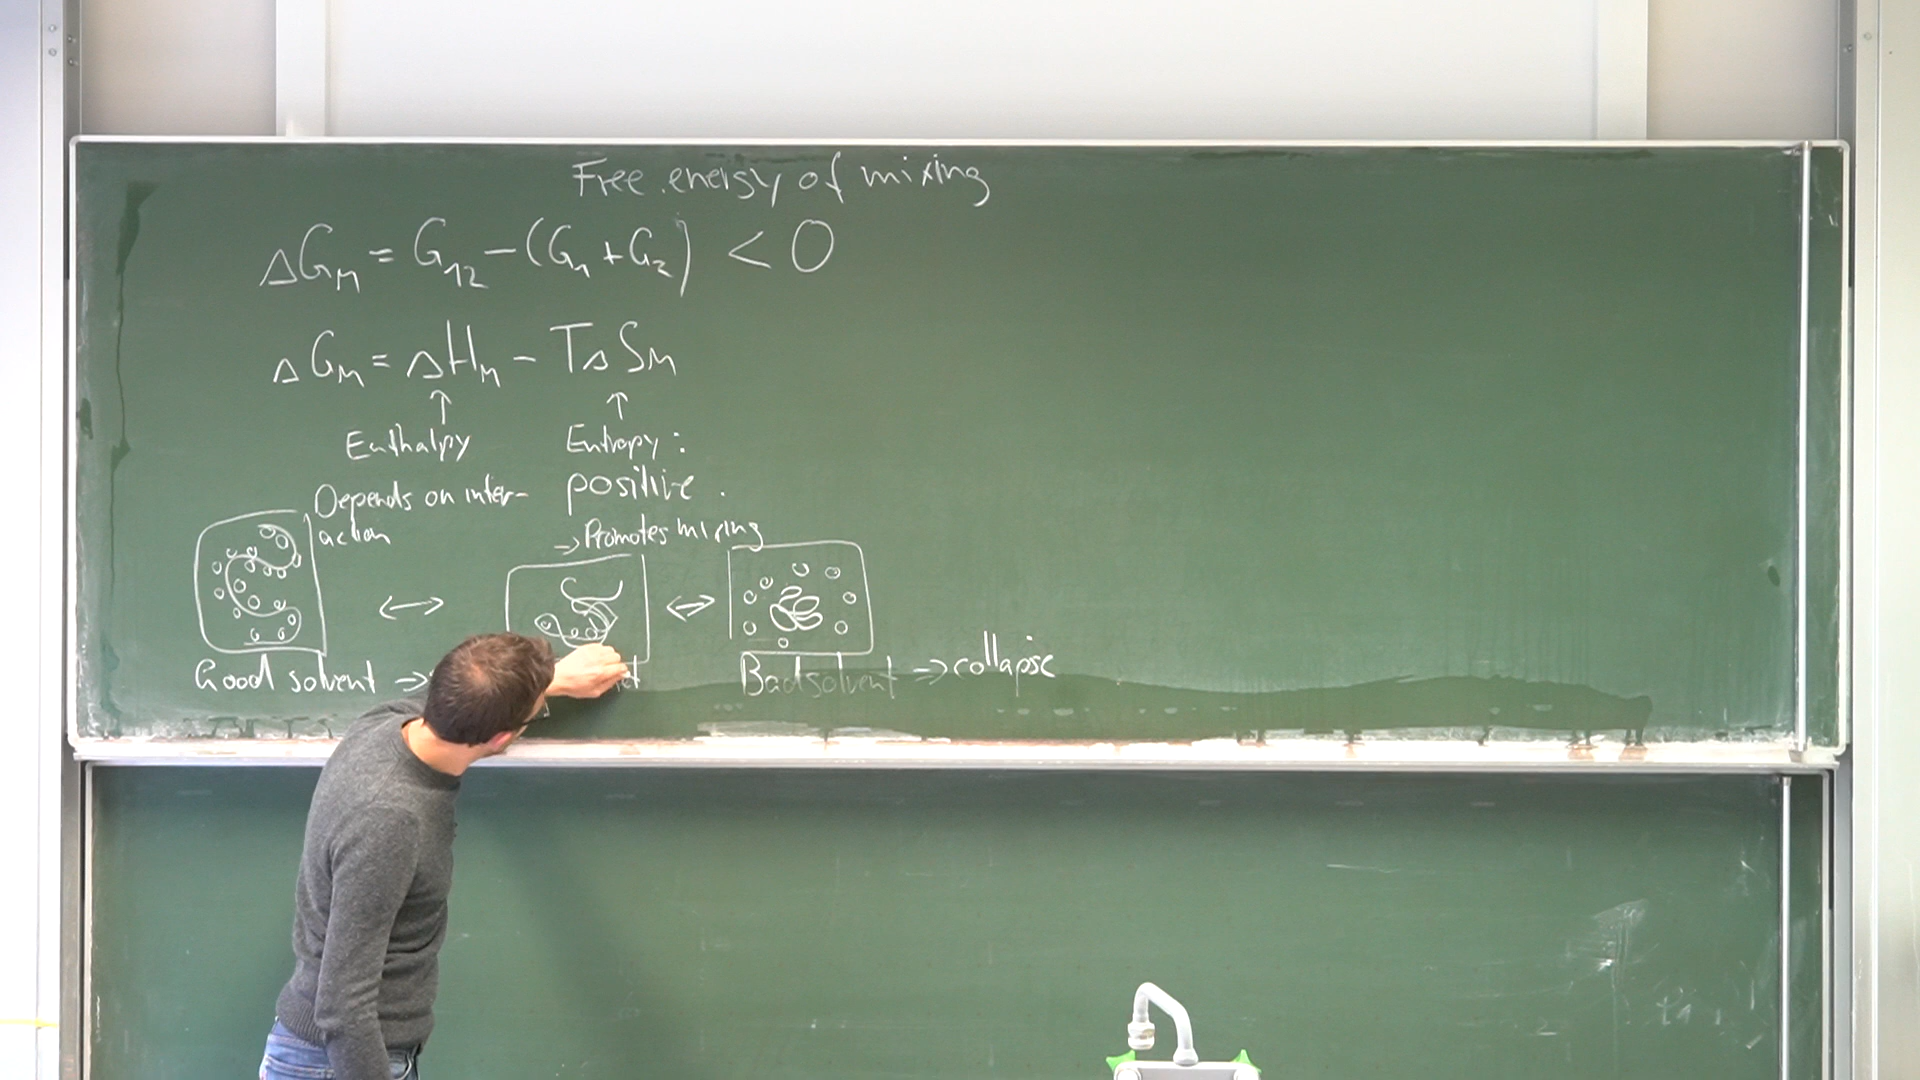 Free energy of mixing
ΔG_M = G_12 - (G_1 + G_2) < 0
ΔG_M = ΔH_M - TΔS_M
↑ ↑
Enthalpy Entropy:
Depends on inter- positive.
action → Promotes mixing
↔ ↔
Good solvent → Bad solvent → collapse